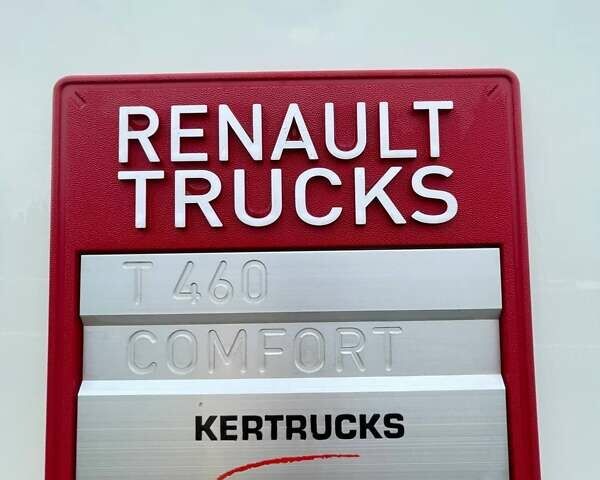 RENAULT
TRUCKS
T 460
COMFORT
KERTRUCKS